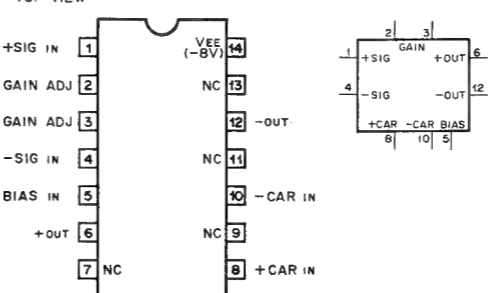 TOP VIEW
+SIG IN 1
GAIN ADJ 2
GAIN ADJ 3
-SIG IN 4
BIAS IN 5
+OUT 6
7 NC
VEE 14
(-8V)
NC 13
12 -OUT
NC 11
10 -CAR IN
NC 9
8 +CAR IN
2 3
GAIN
1 +SIG +OUT 6
4 -SIG -OUT 12
+CAR -CAR BIAS
8 10 5